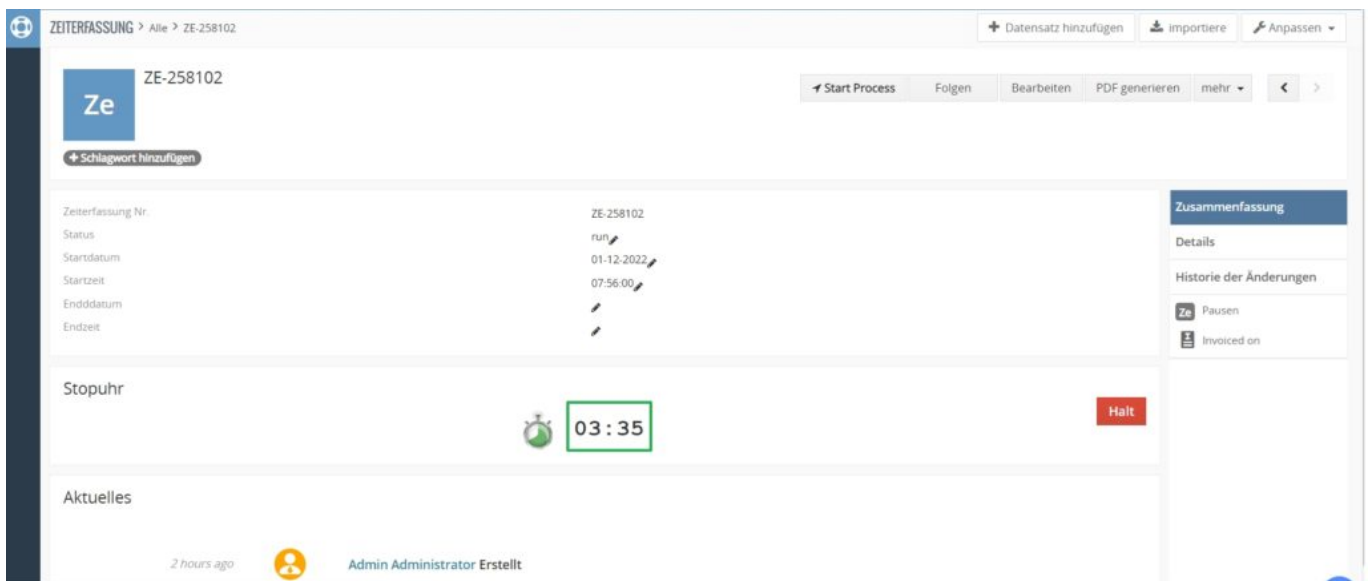 ZEITERFASSUNG > Alle > ZE-258102
+ Datensatz hinzufügen
importiere
Anpassen
Ze
ZE-258102
Start Process
Folgen
Bearbeiten
PDF generieren
mehr
+ Schlagwort hinzufügen
Zeiterfassung Nr. ZE-258102
Status run
Startdatum 01-12-2022
Startzeit 07:56:00
Endddatum
Endzeit
Zusammenfassung
Details
Historie der Änderungen
Ze Pausen
Invoiced on
Stopuhr
03:35
Halt
Aktuelles
2 hours ago Admin Administrator Erstellt